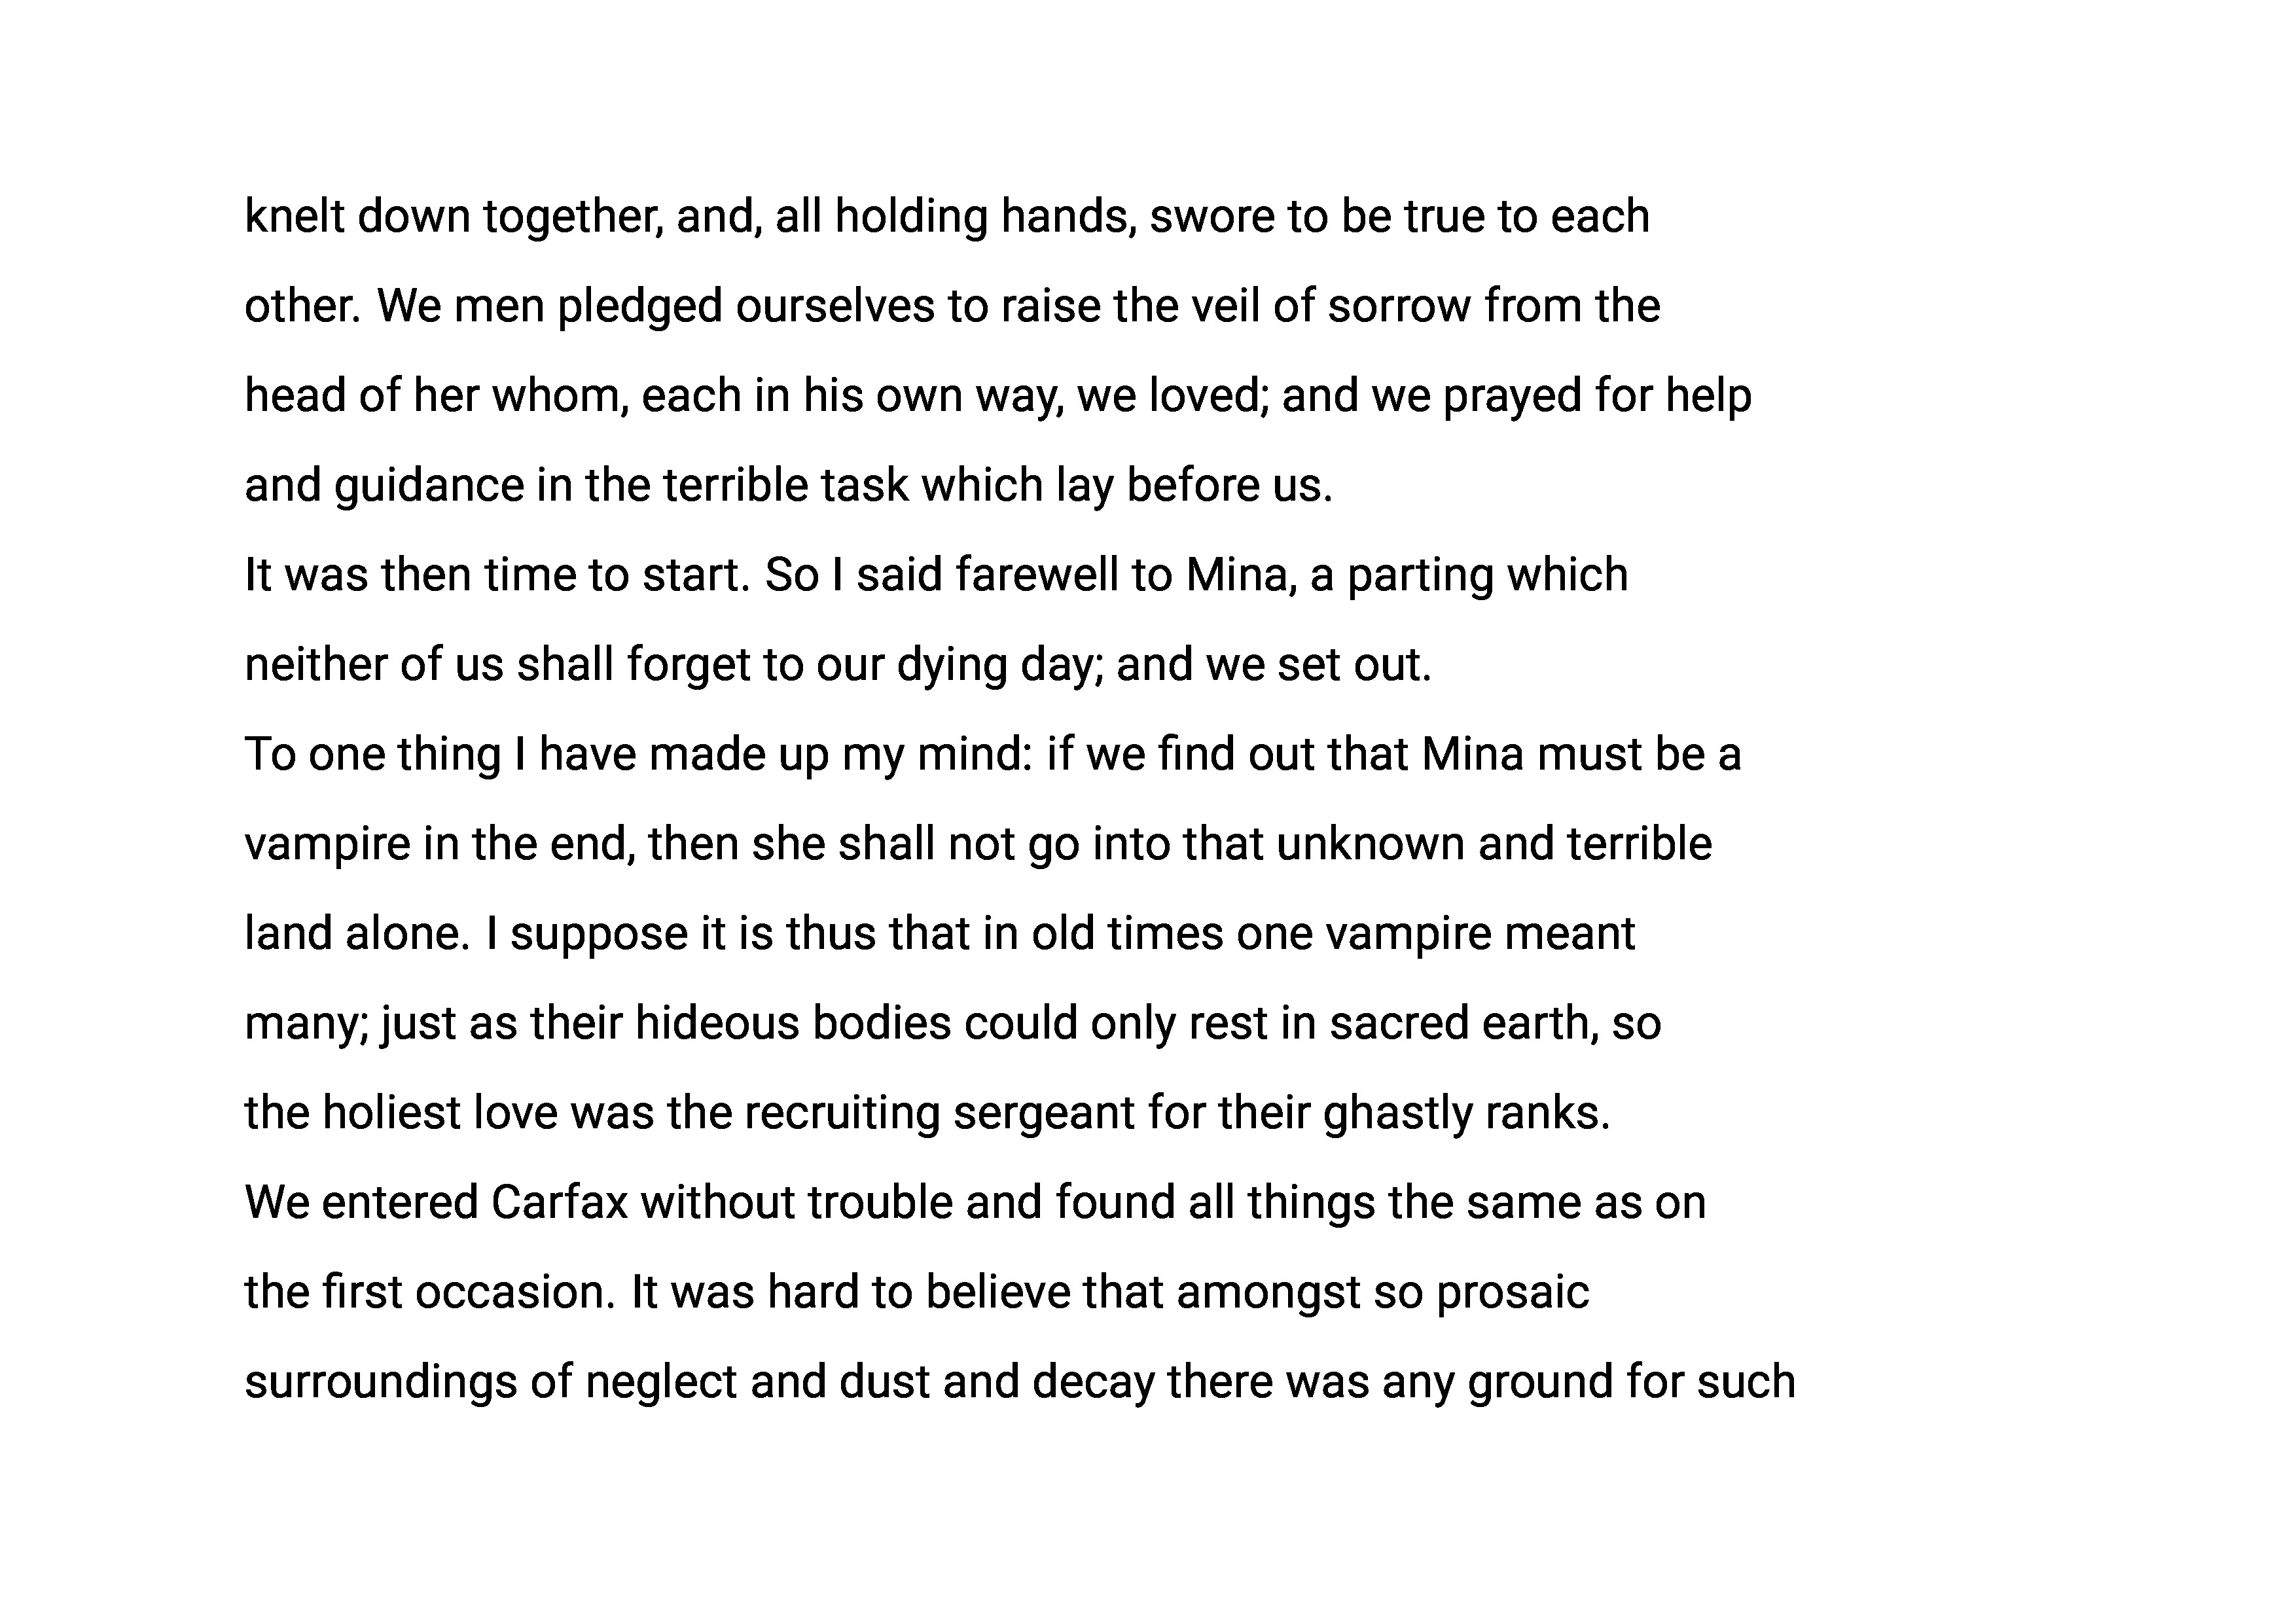 knelt down together, and, all holding hands, swore to be true to each
other. We men pledged ourselves to raise the veil of sorrow from the
head of her whom, each in his own way, we loved; and we prayed for help
and guidance in the terrible task which lay before us.
It was then time to start. So I said farewell to Mina, a parting which
neither of us shall forget to our dying day; and we set out.
To one thing I have made up my mind: if we find out that Mina must be a
vampire in the end, then she shall not go into that unknown and terrible
land alone. I suppose it is thus that in old times one vampire meant
many; just as their hideous bodies could only rest in sacred earth, so
the holiest love was the recruiting sergeant for their ghastly ranks.
We entered Carfax without trouble and found all things the same as on
the first occasion. It was hard to believe that amongst so prosaic
surroundings of neglect and dust and decay there was any ground for such